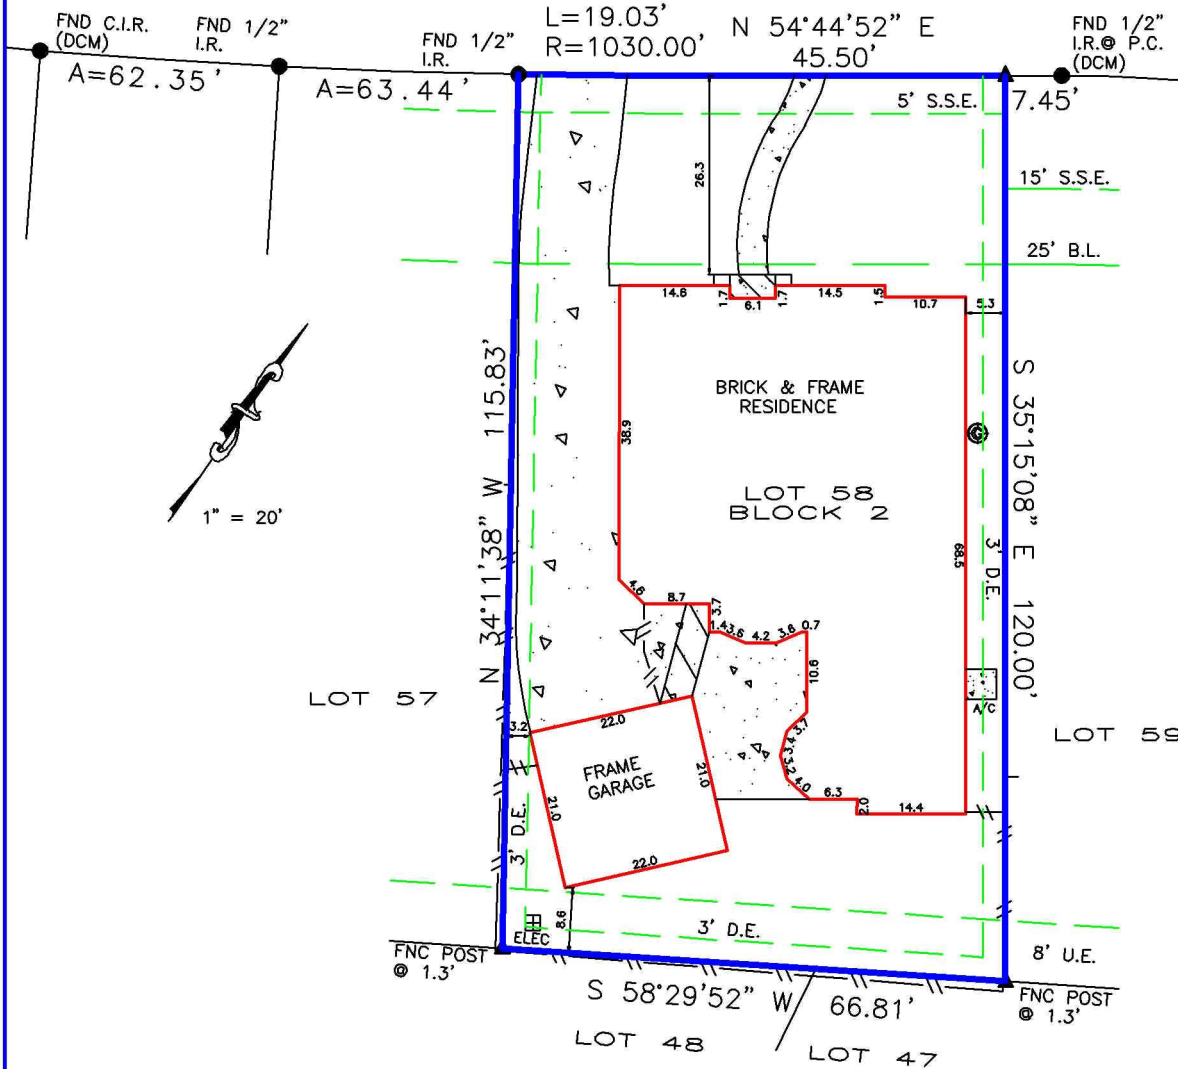 FND C.I.R.
(DCM)
FND 1/2"
I.R.
A=62.35'
A=63.44'
FND 1/2"
I.R.
L=19.03'
R=1030.00'
N 54°44'52" E
45.50'
FND 1/2"
I.R.@ P.C.
(DCM)
7.45'
5' S.S.E.
15' S.S.E.
25' B.L.
26.3
14.6
1.7
6.1
1.7
14.5
1.5
10.7
5.3
BRICK & FRAME
RESIDENCE
38.9
LOT 58
BLOCK 2
68.5
3' D.E.
S 35°15'08" E 120.00'
N 34°11'38" W 115.83'
1" = 20'
4.6
8.7
3.7
1.4
3.6
4.2
3.6
0.7
10.6
3.7
3.4
3.2
4.0
6.3
2.0
14.4
A/C
G
LOT 57
LOT 59
3.2
22.0
FRAME
GARAGE
21.0
21.0
22.0
3' D.E.
8.6
ELEC
3' D.E.
8' U.E.
FNC POST
@ 1.3'
S 58°29'52" W 66.81'
FNC POST
@ 1.3'
LOT 48
LOT 47